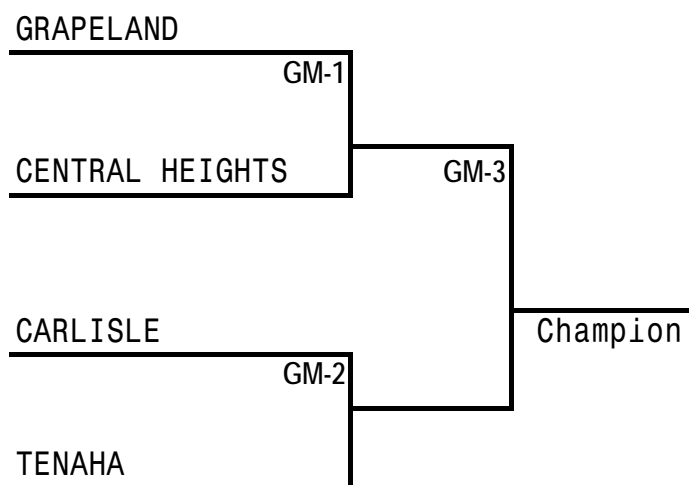 GRAPELAND
GM-1
CENTRAL HEIGHTS
GM-3
CARLISLE
Champion
GM-2
TENAHA